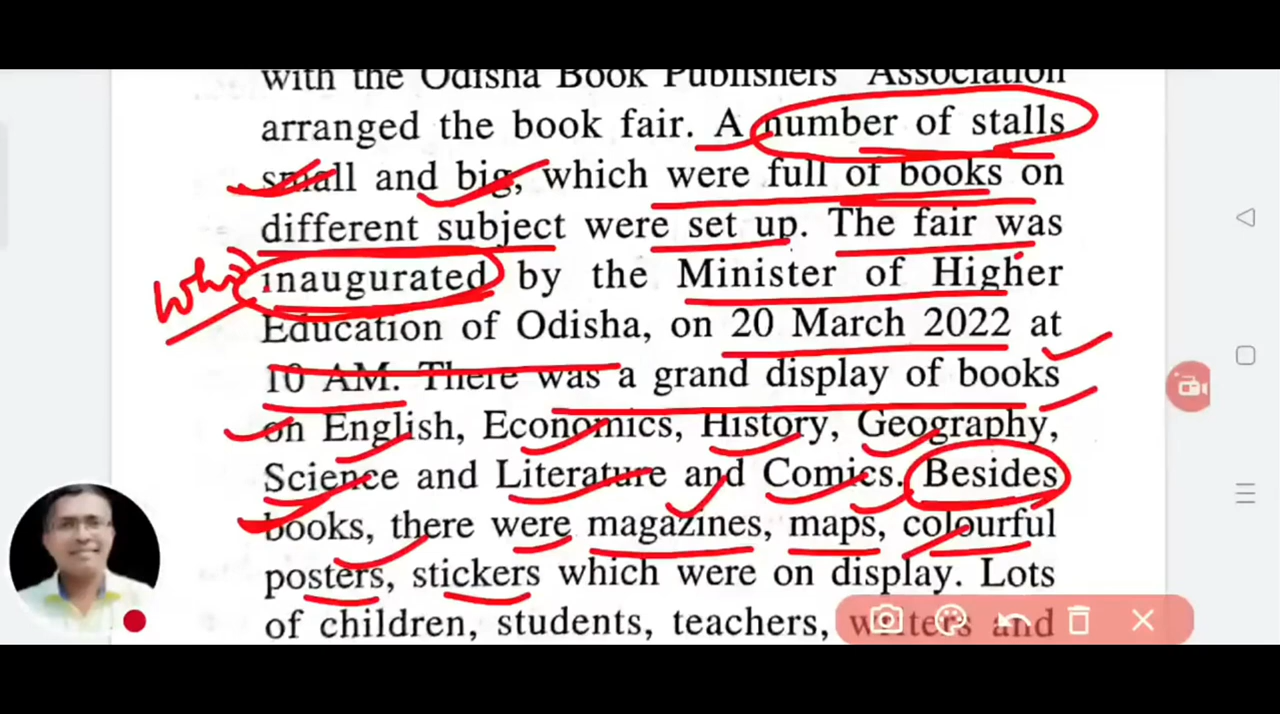 with the Odisha Book Publishers' Association
arranged the book fair. A number of stalls
small and big, which were full of books on
different subject were set up. The fair was
inaugurated by the Minister of Higher
Education of Odisha, on 20 March 2022 at
10 AM. There was a grand display of books
on English, Economics, History, Geography,
Science and Literature and Comics. Besides
books, there were magazines, maps, colourful
posters, stickers which were on display. Lots
of children, students, teachers, writers and